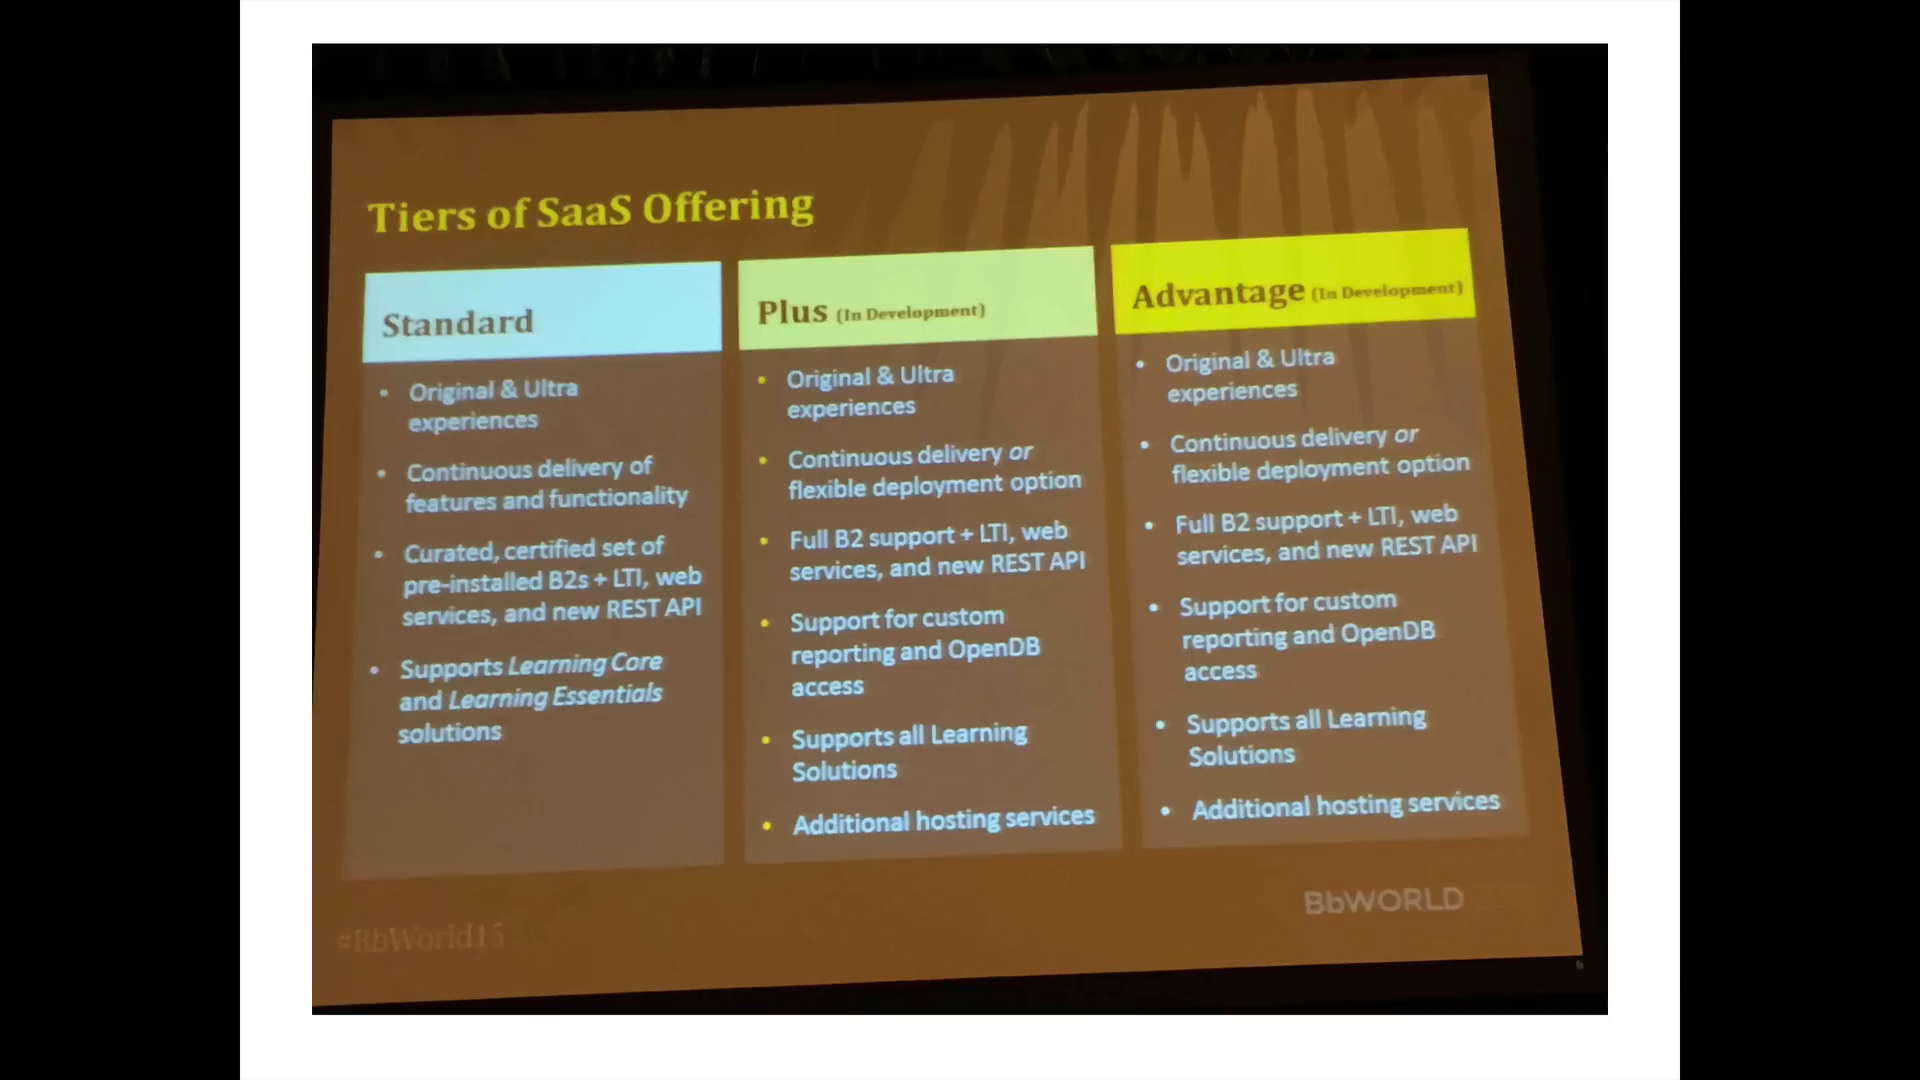 Tiers of SaaS Offering
Standard
• Original & Ultra
experiences
• Continuous delivery of
features and functionality
• Curated, certified set of
pre-installed B2s + LTI, web
services, and new REST API
• Supports Learning Core
and Learning Essentials
solutions
Plus (In Development)
• Original & Ultra
experiences
• Continuous delivery or
flexible deployment option
• Full B2 support + LTI, web
services, and new REST API
• Support for custom
reporting and OpenDB
access
• Supports all Learning
Solutions
• Additional hosting services
Advantage (In Development)
• Original & Ultra
experiences
• Continuous delivery or
flexible deployment option
• Full B2 support + LTI, web
services, and new REST API
• Support for custom
reporting and OpenDB
access
• Supports all Learning
Solutions
• Additional hosting services
#BbWorld15
BbWORLD